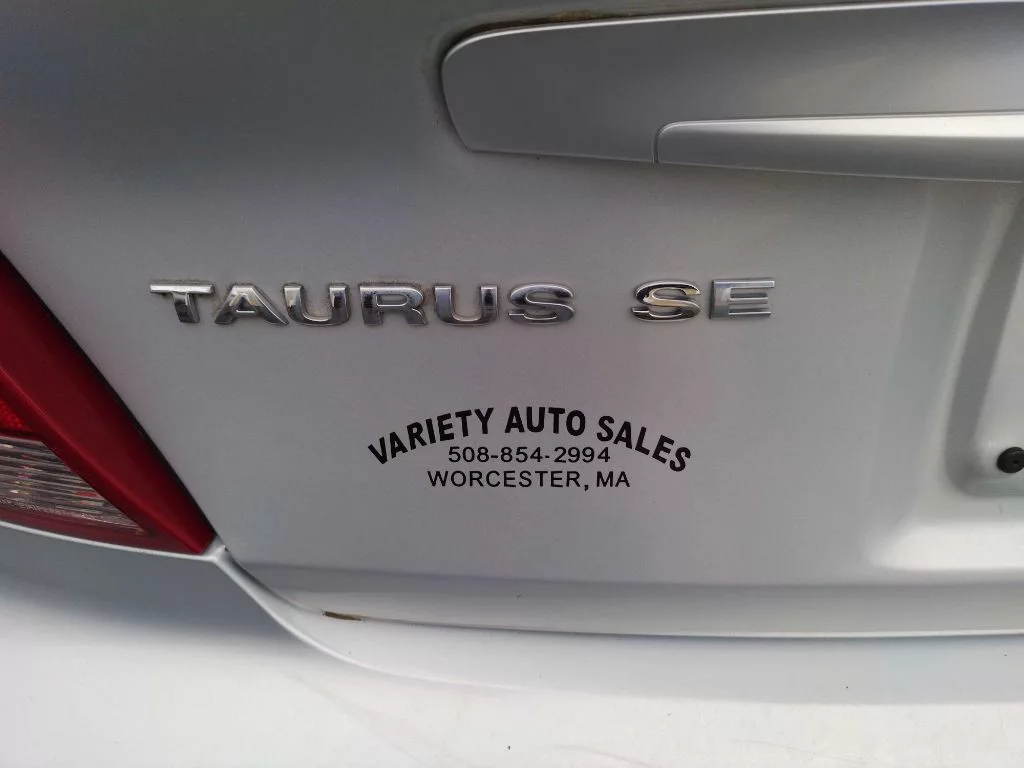 TAURUS SE
VARIETY AUTO SALES
508-854-2994
WORCESTER, MA